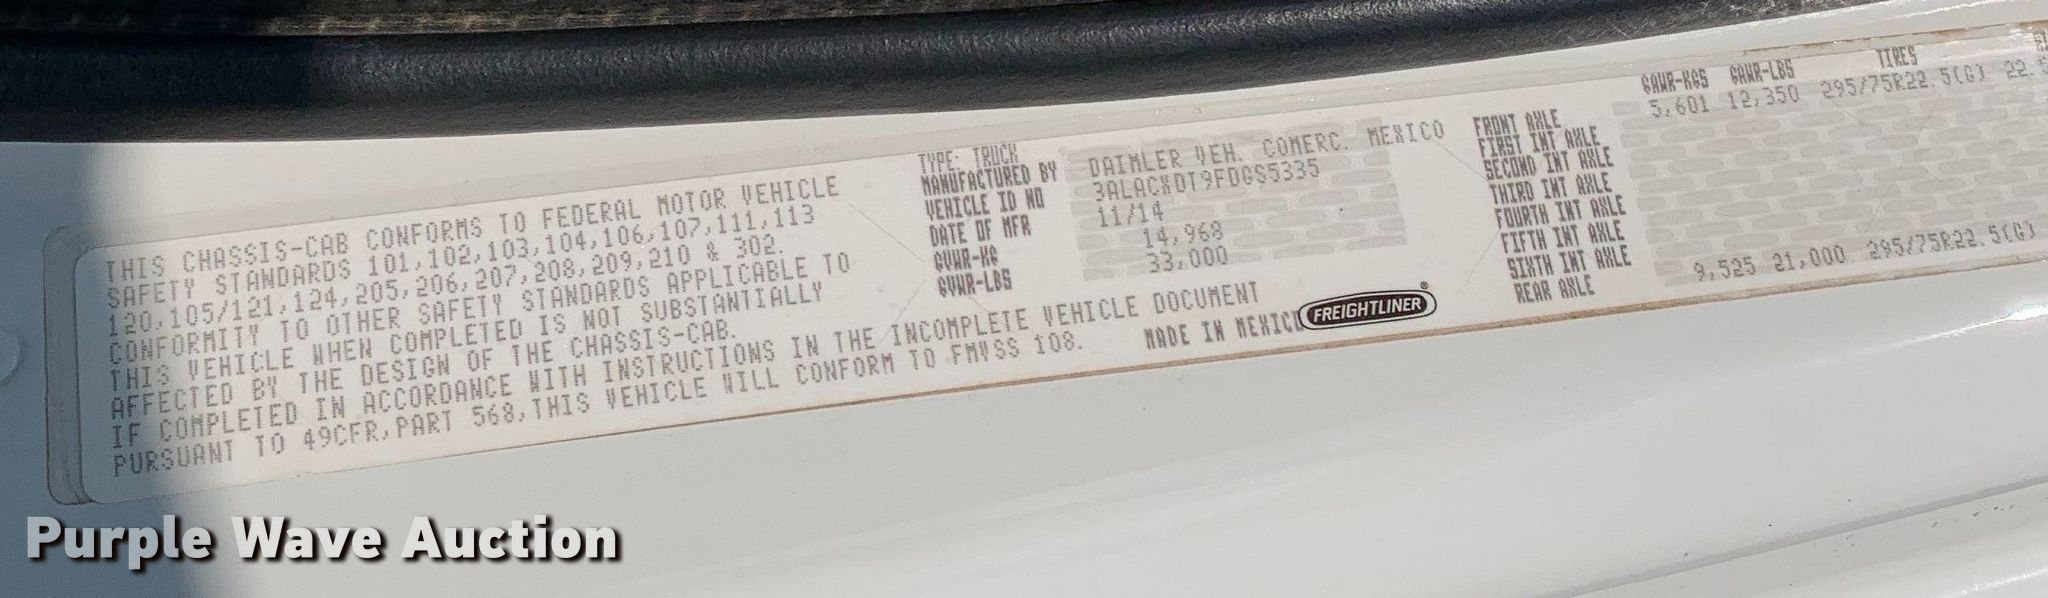 THIS CHASSIS-CAB CONFORMS TO FEDERAL MOTOR VEHICLE
SAFETY STANDARDS 101,102,103,104,106,107,111,113
120,105/121,124,205,206,207,208,209,210 & 302.
CONFORMITY TO OTHER SAFETY STANDARDS APPLICABLE TO
THIS VEHICLE WHEN COMPLETED IS NOT SUBSTANTIALLY
AFFECTED BY THE DESIGN OF THE CHASSIS-CAB.
IF COMPLETED IN ACCORDANCE WITH INSTRUCTIONS IN THE INCOMPLETE VEHICLE DOCUMENT
PURSUANT TO 49CFR,PART 568,THIS VEHICLE WILL CONFORM TO FMVSS 108.
MADE IN MEXICO
FREIGHTLINER®
TYPE: TRUCK
MANUFACTURED BY DAIMLER VEH. COMERC. MEXICO
VEHICLE ID NO 3ALACXDT9FDGS5335
DATE OF MFR 11/14
GVWR-KG 14,968
GVWR-LBS 33,000
GAWR-KGS GAWR-LBS TIRES
FRONT AXLE 5,601 12,350 295/75R22.5(G)
FIRST INT AXLE
SECOND INT AXLE
THIRD INT AXLE
FOURTH INT AXLE
FIFTH INT AXLE
SIXTH INT AXLE
REAR AXLE 9,525 21,000 295/75R22.5(G)
Purple Wave Auction